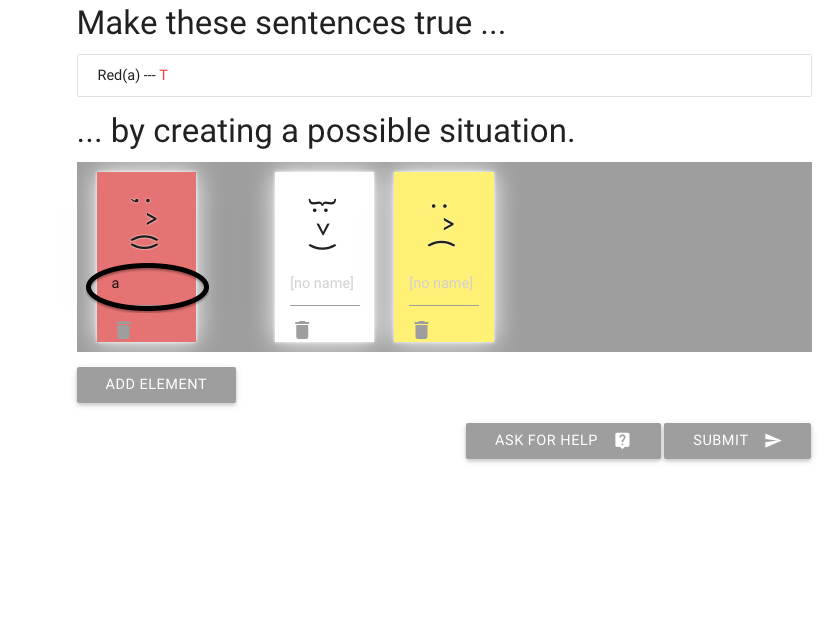 Make these sentences true ...
Red(a) --- T
... by creating a possible situation.
a
[no name]
[no name]
ADD ELEMENT
ASK FOR HELP
SUBMIT